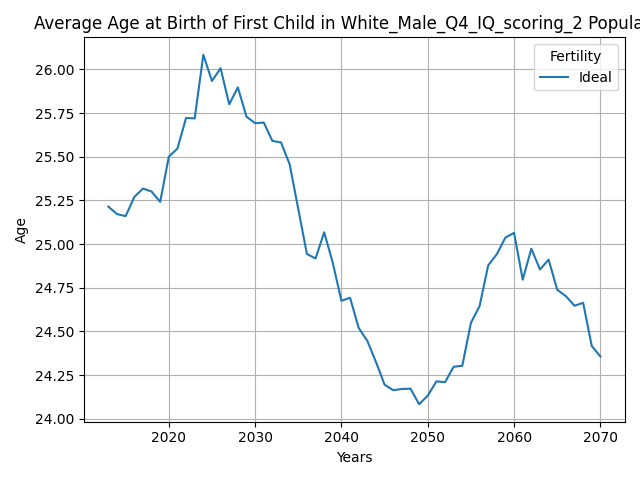 Average Age at Birth of First Child in White_Male_Q4_IQ_scoring_2 Popula
Fertility
Ideal
Age
26.00
25.75
25.50
25.25
25.00
24.75
24.50
24.25
24.00
2020 2030 2040 2050 2060 2070
Years